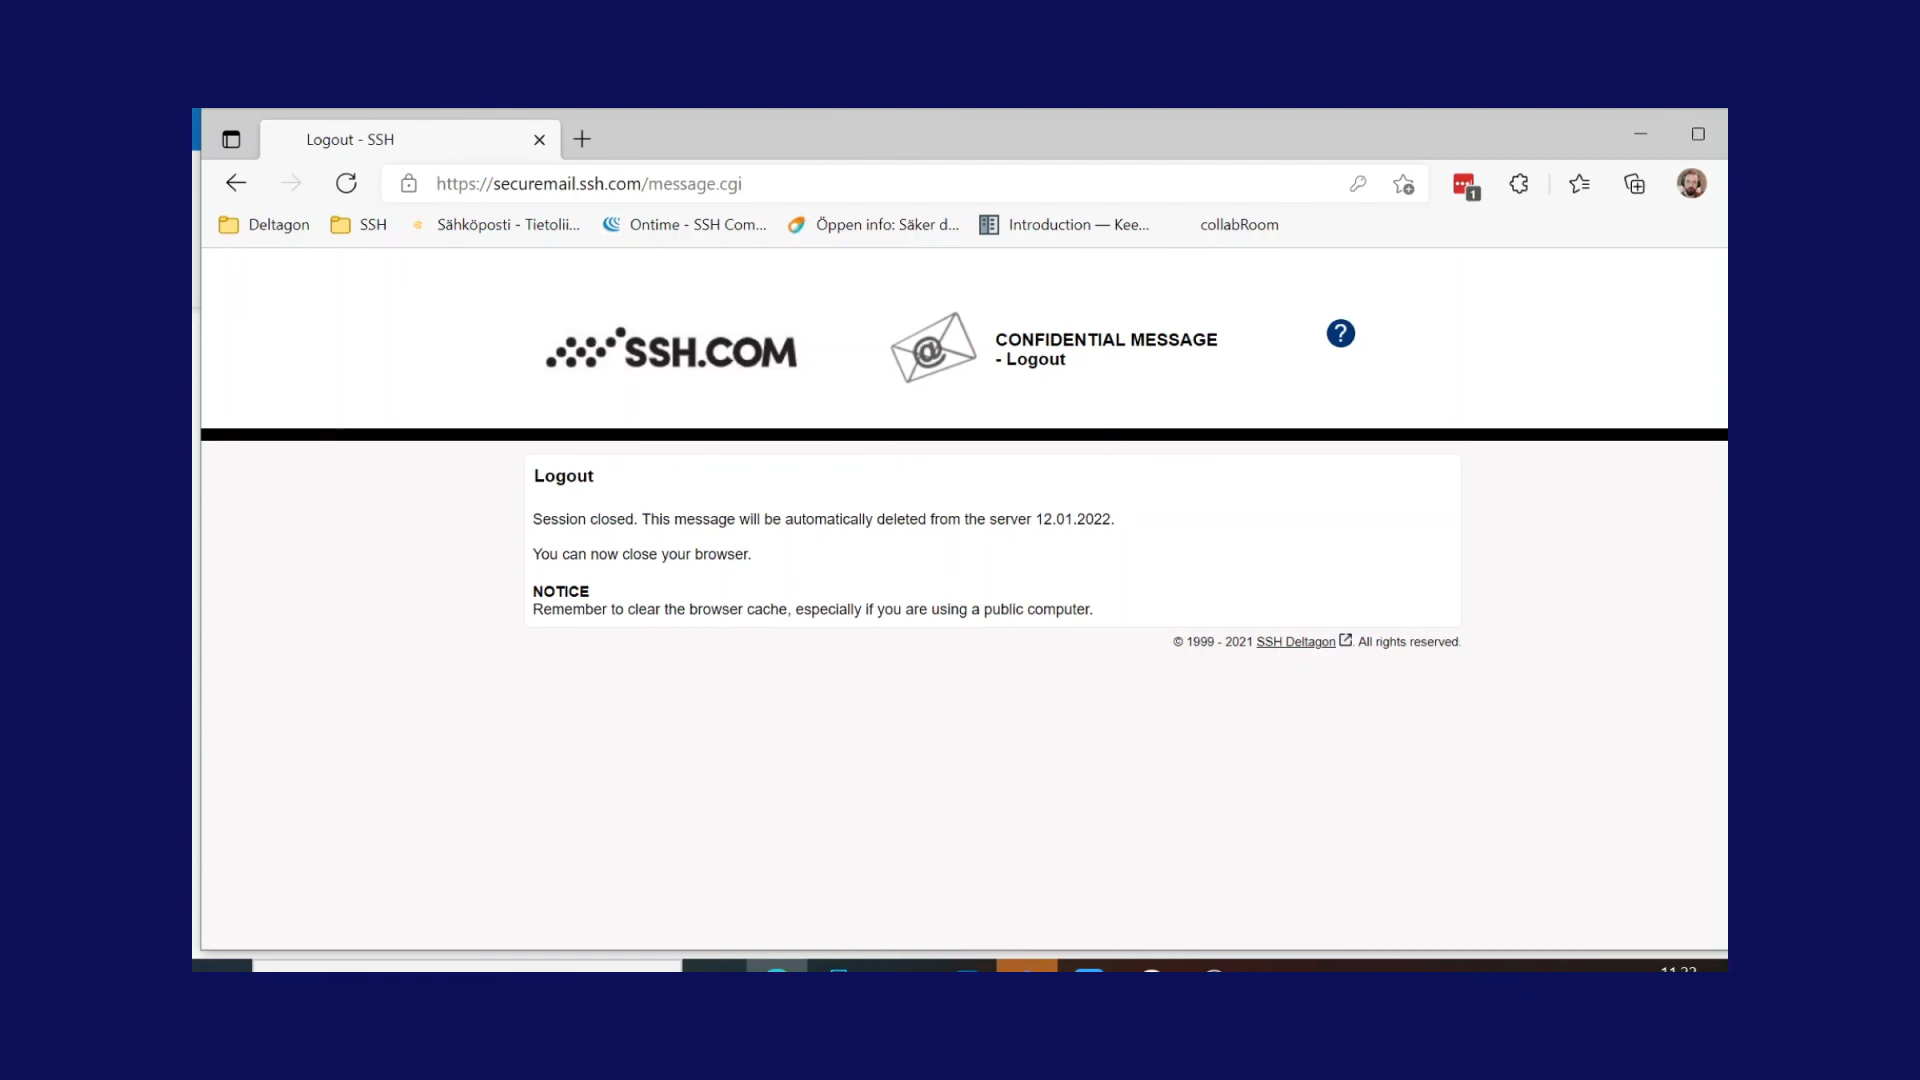 Logout - SSH
https://securemail.ssh.com/message.cgi
1
Deltagon SSH Sähköposti - Tietolii... Ontime - SSH Com... Öppen info: Säker d... Introduction — Kee... collabRoom
SSH.COM
CONFIDENTIAL MESSAGE
- Logout
?
Logout
Session closed. This message will be automatically deleted from the server 12.01.2022.
You can now close your browser.
NOTICE
Remember to clear the browser cache, especially if you are using a public computer.
© 1999 - 2021 SSH Deltagon. All rights reserved.